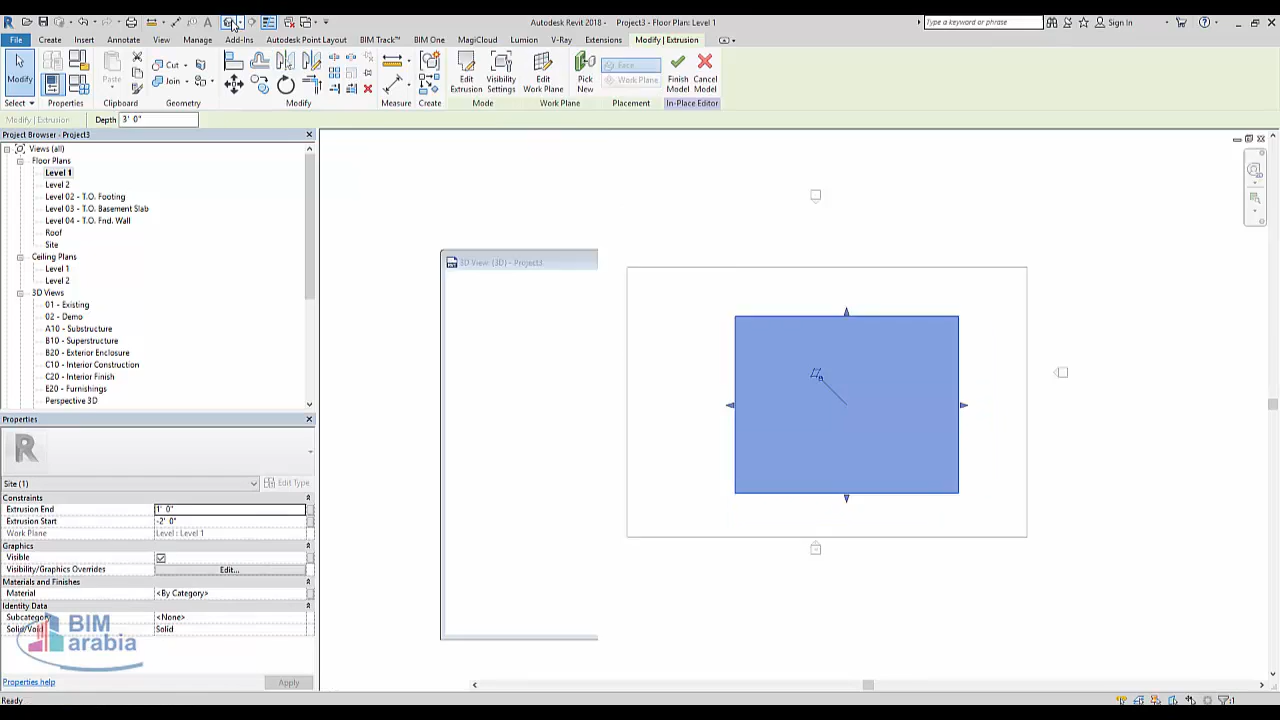 Autodesk Revit 2018 - Project3 - Floor Plan: Level 1
Type a keyword or phrase
Sign In
File Create Insert Annotate View Manage Add-Ins Autodesk Point Layout BIM Track™ BIM One MagiCloud Lumion V-Ray Extensions Modify | Extrusion
Modify
Paste
Cut
Join
Edit Extrusion
Visibility Settings
Edit Work Plane
Pick New
Face
Work Plane
Finish Model
Cancel Model
Select Properties Clipboard Geometry Modify Measure Create Mode Work Plane Placement In-Place Editor
Modify | Extrusion Depth 3' 0"
Project Browser - Project3
Views (all)
Floor Plans
Level 1
Level 2
Level 02 - T.O. Footing
Level 03 - T.O. Basement Slab
Level 04 - T.O. Fnd. Wall
Roof
Site
Ceiling Plans
Level 1
Level 2
3D Views
01 - Existing
02 - Demo
A10 - Substructure
B10 - Superstructure
B20 - Exterior Enclosure
C10 - Interior Construction
C20 - Interior Finish
E20 - Furnishings
Perspective 3D
3D View: {3D} - Project3
Properties
R
Site (1) Edit Type
Constraints
Extrusion End 1' 0"
Extrusion Start -2' 0"
Work Plane Level : Level 1
Graphics
Visible
Visibility/Graphics Overrides Edit...
Materials and Finishes
Material <By Category>
Identity Data
Subcategory <None>
Solid/Void Solid
BIM
arabia
Properties help Apply
Ready
:1